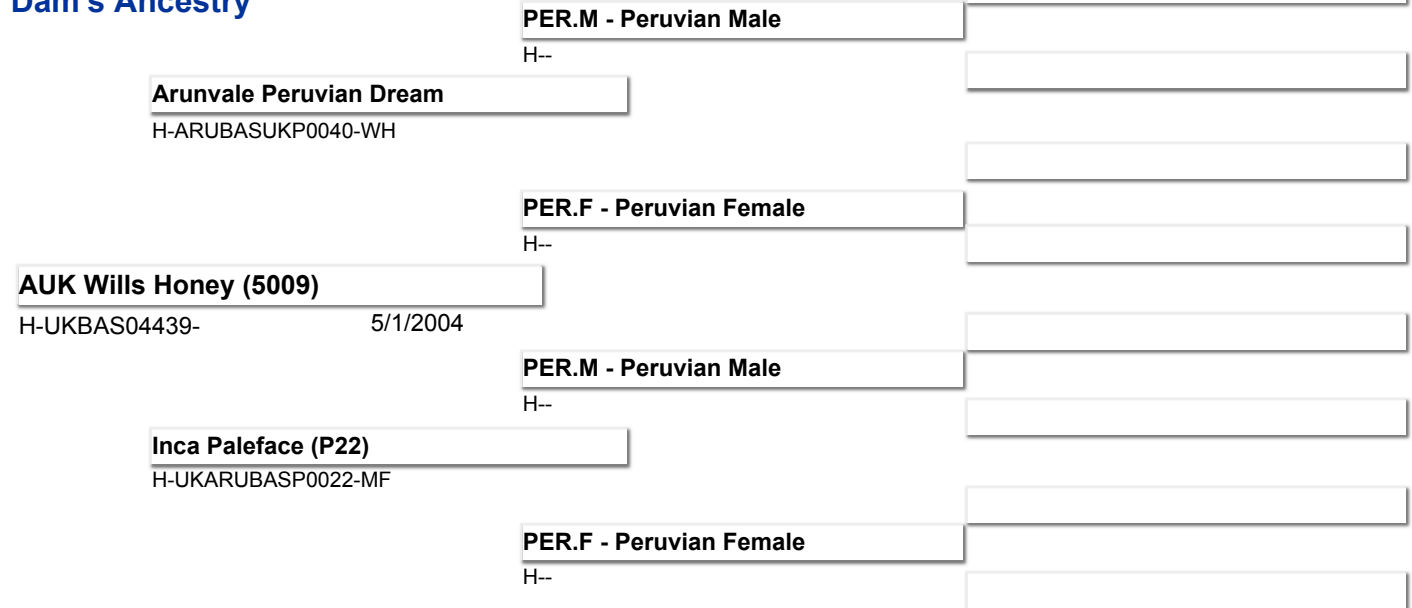 Dam's Ancestry
PER.M - Peruvian Male
H--
Arunvale Peruvian Dream
H-ARUBASUKP0040-WH
PER.F - Peruvian Female
H--
AUK Wills Honey (5009)
H-UKBAS04439- 5/1/2004
PER.M - Peruvian Male
H--
Inca Paleface (P22)
H-UKARUBASP0022-MF
PER.F - Peruvian Female
H--